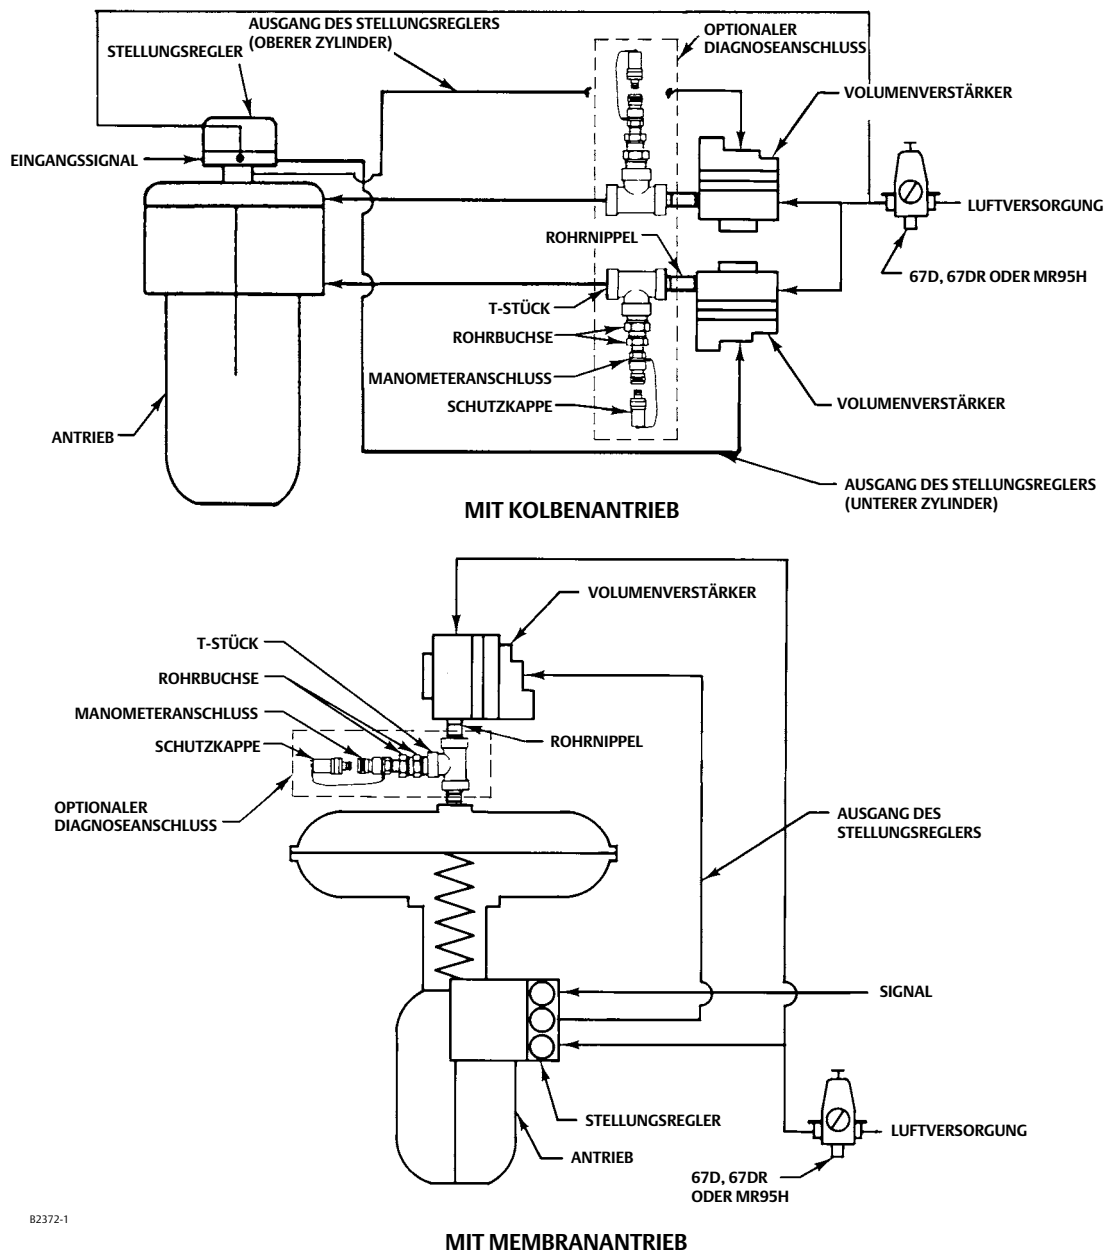 AUSGANG DES STELLUNGSREGLERS
(OBERER ZYLINDER)
OPTIONALER
DIAGNOSEANSCHLUSS
STELLUNGSREGLER
VOLUMENVERSTÄRKER
EINGANGSSIGNAL
LUFTVERSORGUNG
ROHRNIPPEL
67D, 67DR ODER MR95H
T-STÜCK
ROHRBUCHSE
MANOMETERANSCHLUSS
SCHUTZKAPPE
VOLUMENVERSTÄRKER
ANTRIEB
AUSGANG DES STELLUNGSREGLERS
(UNTERER ZYLINDER)
MIT KOLBENANTRIEB
VOLUMENVERSTÄRKER
T-STÜCK
ROHRBUCHSE
MANOMETERANSCHLUSS
SCHUTZKAPPE
ROHRNIPPEL
OPTIONALER
DIAGNOSEANSCHLUSS
AUSGANG DES
STELLUNGSREGLERS
SIGNAL
STELLUNGSREGLER
LUFTVERSORGUNG
ANTRIEB
67D, 67DR
ODER MR95H
B2372-1
MIT MEMBRANANTRIEB